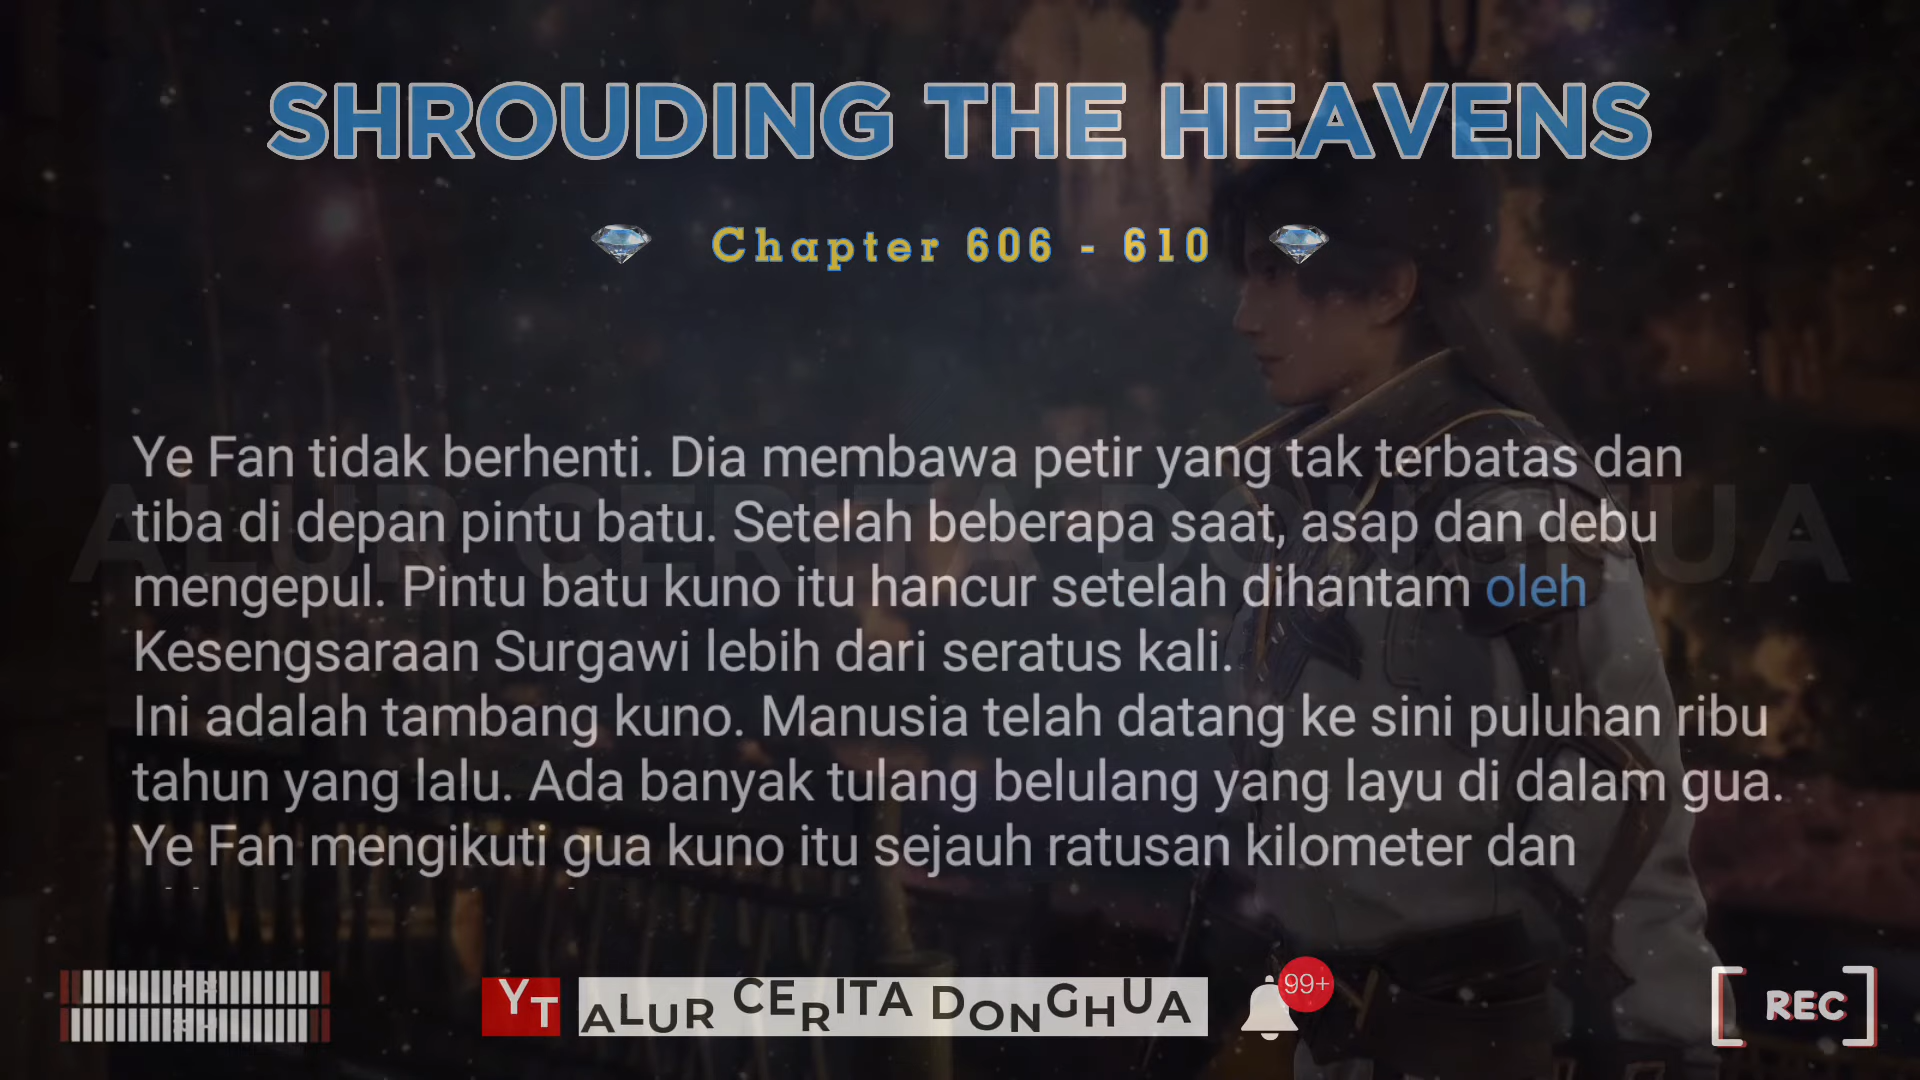 SHROUDING THE HEAVENS
Chapter 606 - 610
Ye Fan tidak berhenti. Dia membawa petir yang tak terbatas dan
tiba di depan pintu batu. Setelah beberapa saat, asap dan debu
mengepul. Pintu batu kuno itu hancur setelah dihantam oleh
Kesengsaraan Surgawi lebih dari seratus kali.
Ini adalah tambang kuno. Manusia telah datang ke sini puluhan ribu
tahun yang lalu. Ada banyak tulang belulang yang layu di dalam gua.
Ye Fan mengikuti gua kuno itu sejauh ratusan kilometer dan
ALUR CERITA DONGHUA
YT ALUR CERITA DONGHUA
99+
REC